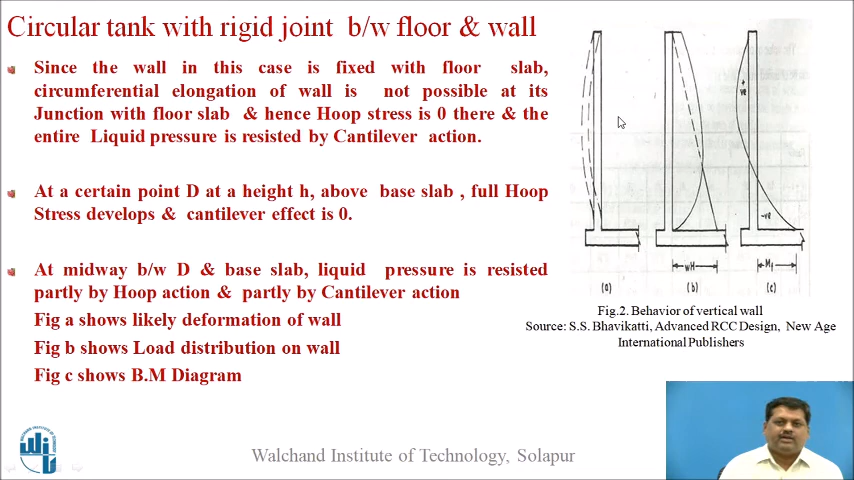 Circular tank with rigid joint b/w floor & wall
Since the wall in this case is fixed with floor slab,
circumferential elongation of wall is not possible at its
Junction with floor slab & hence Hoop stress is 0 there & the
entire Liquid pressure is resisted by Cantilever action.
At a certain point D at a height h, above base slab , full Hoop
Stress develops & cantilever effect is 0.
At midway b/w D & base slab, liquid pressure is resisted
partly by Hoop action & partly by Cantilever action
Fig a shows likely deformation of wall
Fig b shows Load distribution on wall
Fig c shows B.M Diagram
+
VE
-VE
WH
M₁
(a)
(b)
(c)
Fig.2. Behavior of vertical wall
Source: S.S. Bhavikatti, Advanced RCC Design, New Age
International Publishers
Walchand Institute of Technology, Solapur